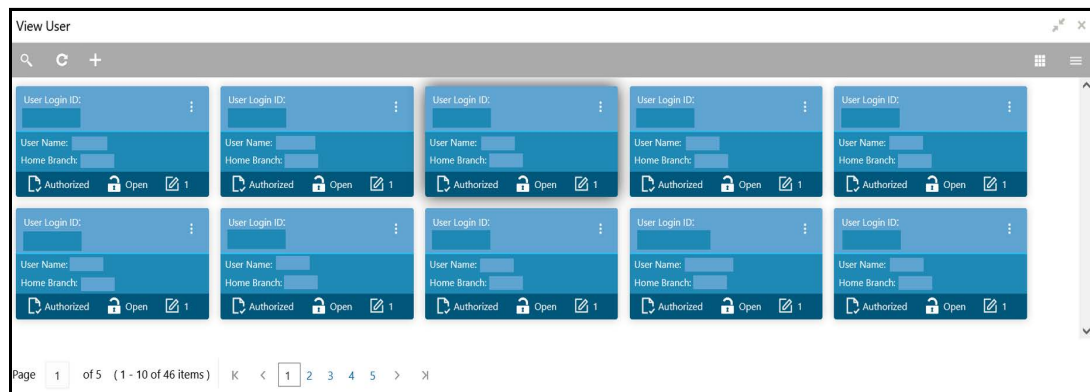 View User
User Login ID: User Login ID: User Login ID: User Login ID: User Login ID:
User Name: User Name: User Name: User Name: User Name:
Home Branch: Home Branch: Home Branch: Home Branch: Home Branch:
Authorized Open 1 Authorized Open 1 Authorized Open 1 Authorized Open 1 Authorized Open 1
User Login ID: User Login ID: User Login ID: User Login ID: User Login ID:
User Name: User Name: User Name: User Name: User Name:
Home Branch: Home Branch: Home Branch: Home Branch: Home Branch:
Authorized Open 1 Authorized Open 1 Authorized Open 1 Authorized Open 1 Authorized Open 1
Page 1 of 5 ( 1 - 10 of 46 items ) 1 2 3 4 5